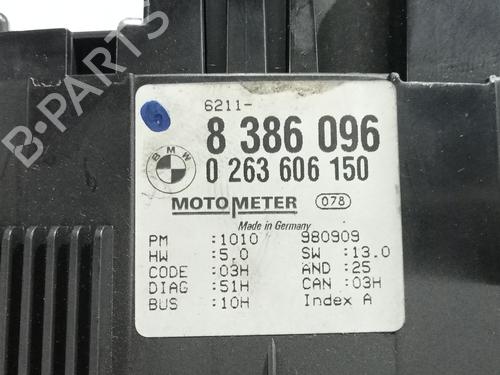 6211-
8 386 096
BMW
0 263 606 150
MOTOMETER 078
Made in Germany
PM :1010 980909
HW :5.0 SW :13.0
CODE :03H AND :25
DIAG :51H CAN :03H
BUS :10H Index A
B-PARTS